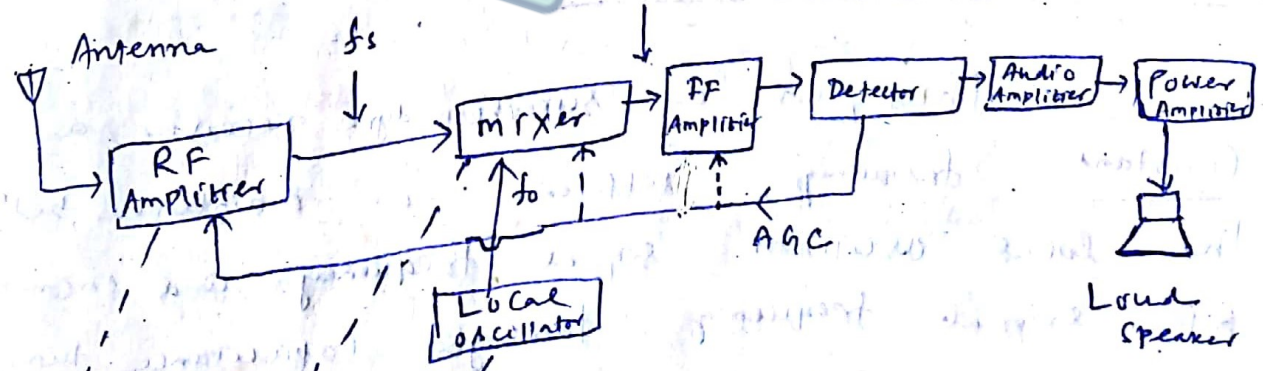 Antenna
fs
RF
Amplifier
mixer
fo
Local
oscillator
IF
Amplifier
Detector
AGC
Audio
Amplifier
Power
Amplifier
Loud
Speaker